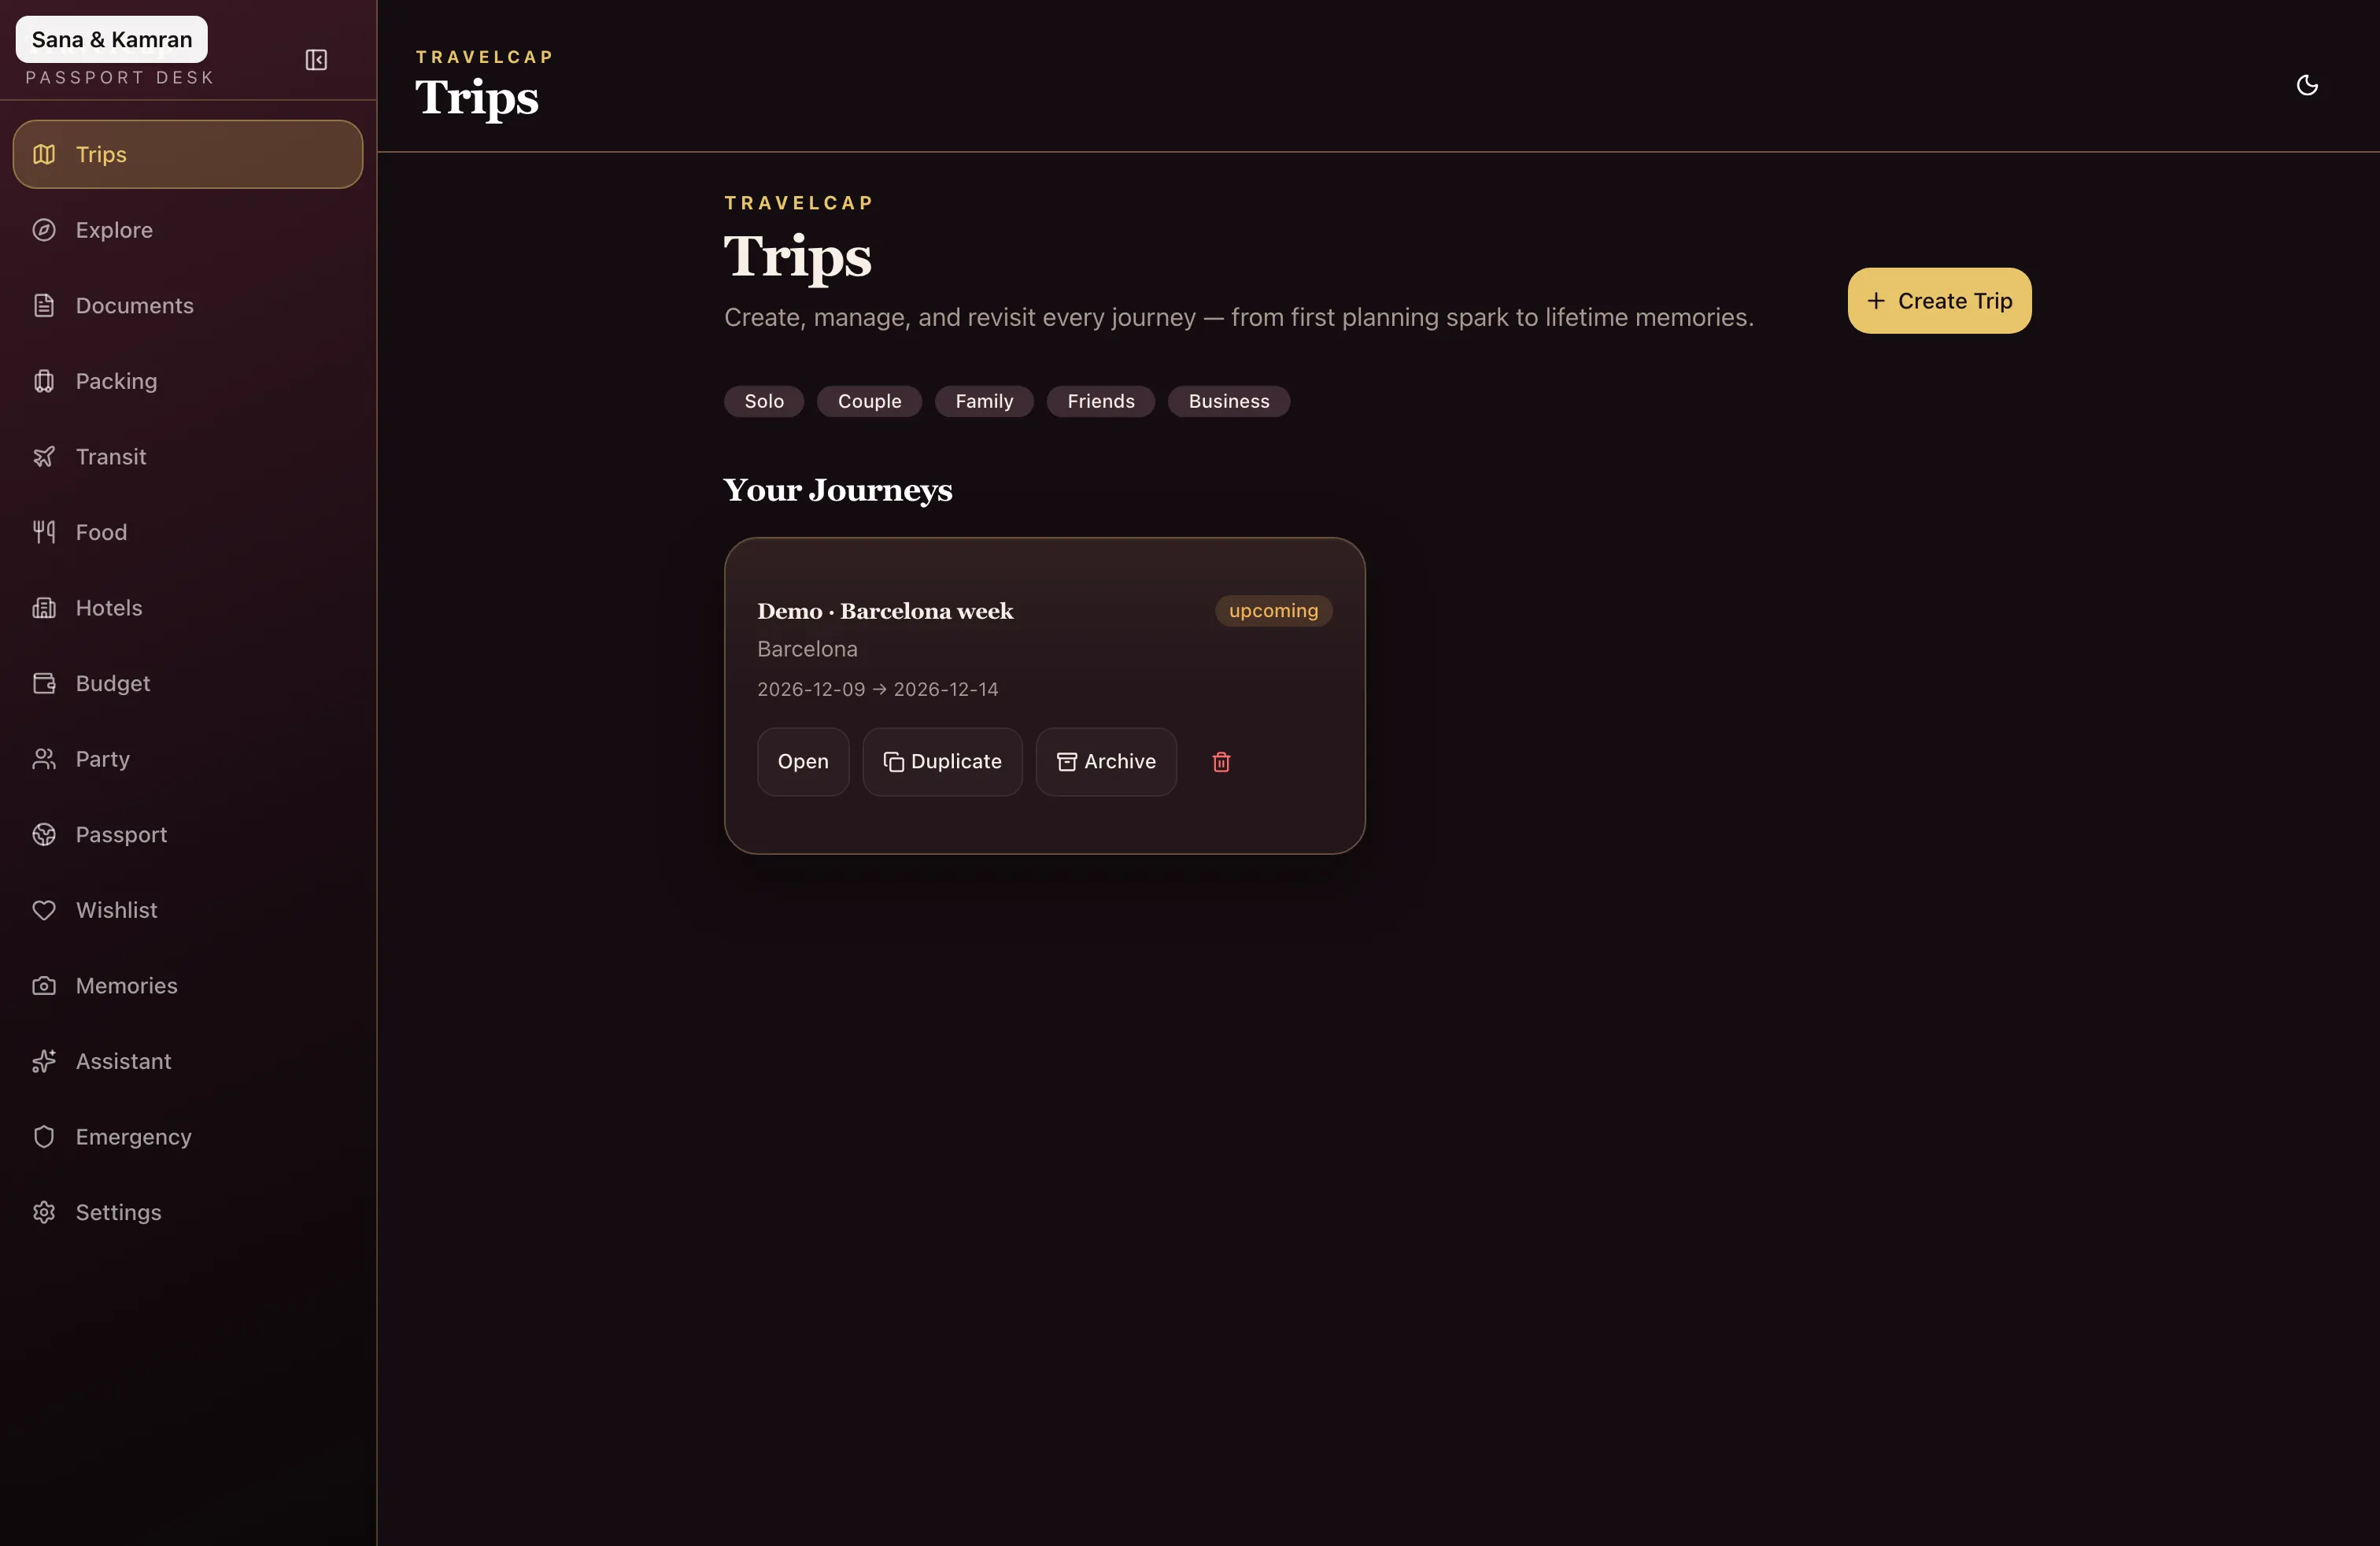 Sana & Kamran
PASSPORT DESK
Trips
Explore
Documents
Packing
Transit
Food
Hotels
Budget
Party
Passport
Wishlist
Memories
Assistant
Emergency
Settings
TRAVELCAP
Trips
TRAVELCAP
Trips
Create, manage, and revisit every journey — from first planning spark to lifetime memories.
Create Trip
Solo Couple Family Friends Business
Your Journeys
Demo · Barcelona week upcoming
Barcelona
2026-12-09 → 2026-12-14
Open Duplicate Archive